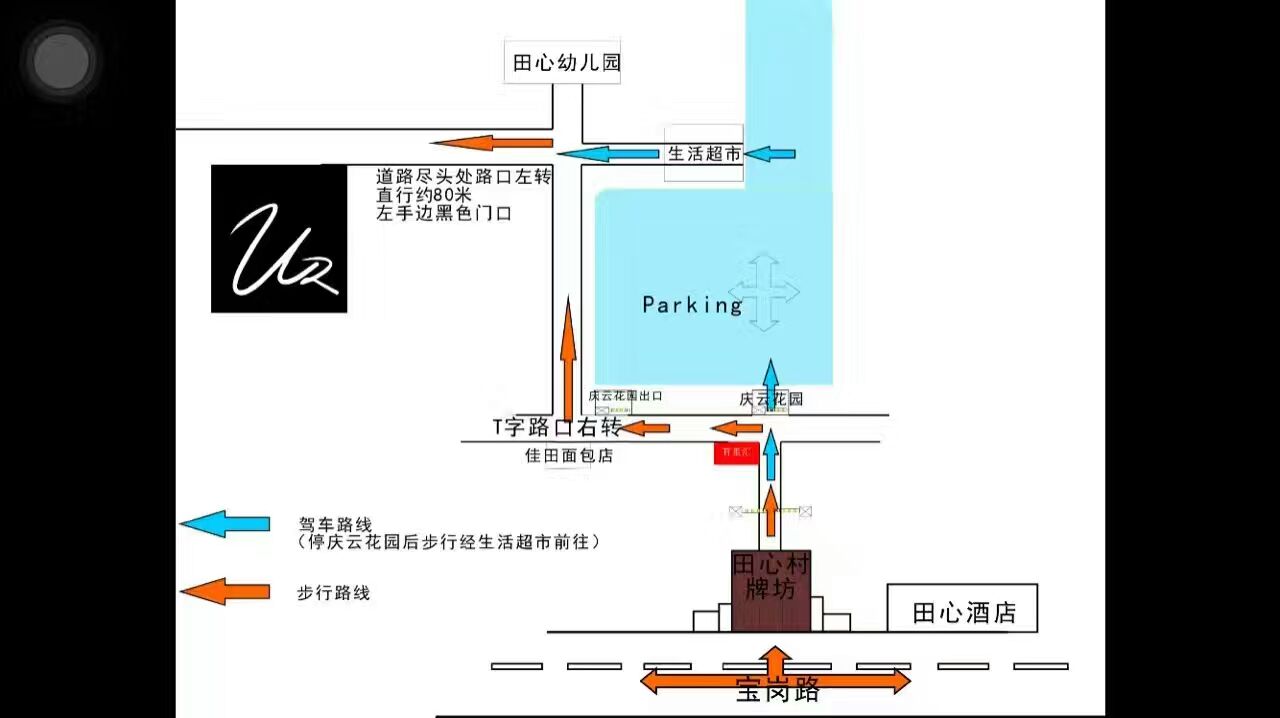 田心幼儿园
生活超市
道路尽头处路口左转
直行约80米
左手边黑色门口
UR
Parking
庆云花园出口
庆云花园
T字路口右转
佳田面包店
驾车路线
（停庆云花园后步行经生活超市前往）
步行路线
田心村
牌坊
田心酒店
宝岗路